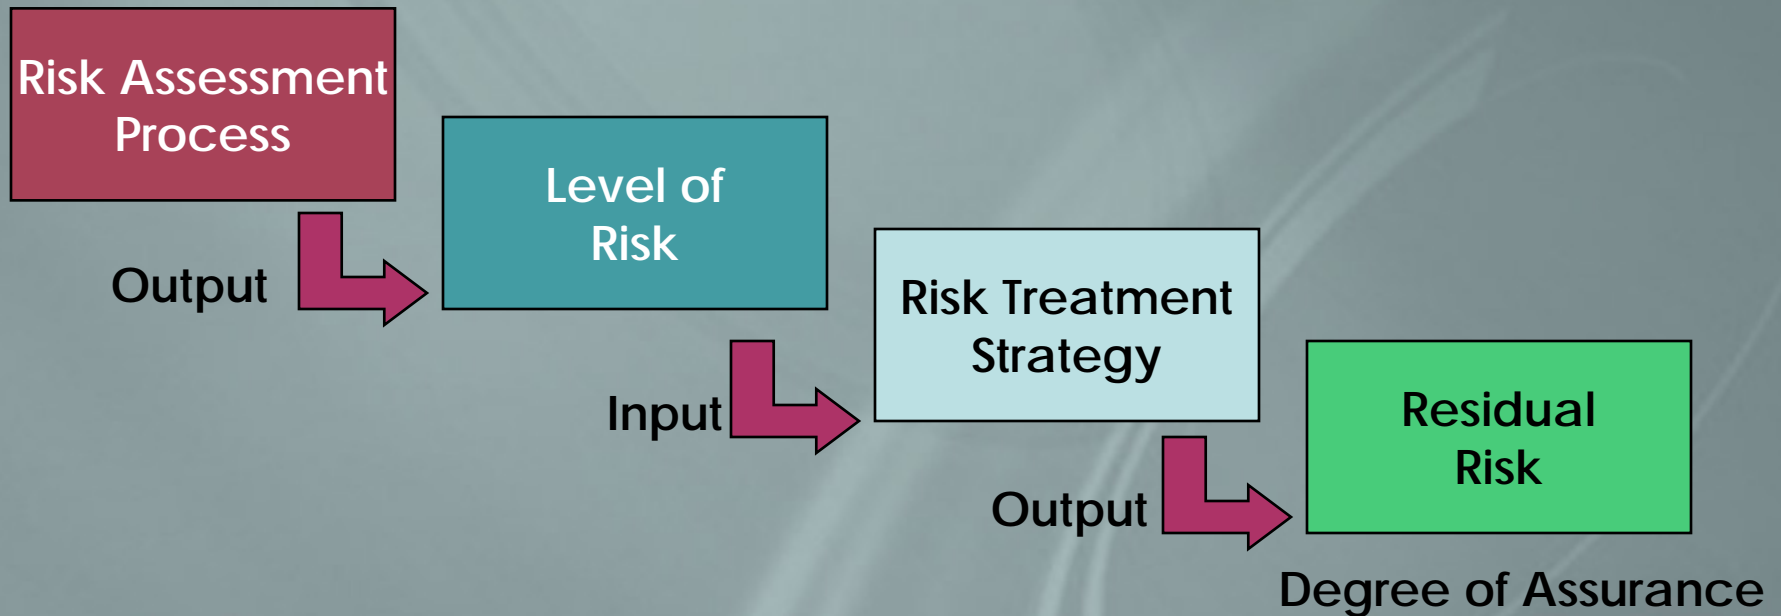 Risk Assessment
Process
Output
Level of
Risk
Input
Risk Treatment
Strategy
Output
Residual
Risk
Degree of Assurance